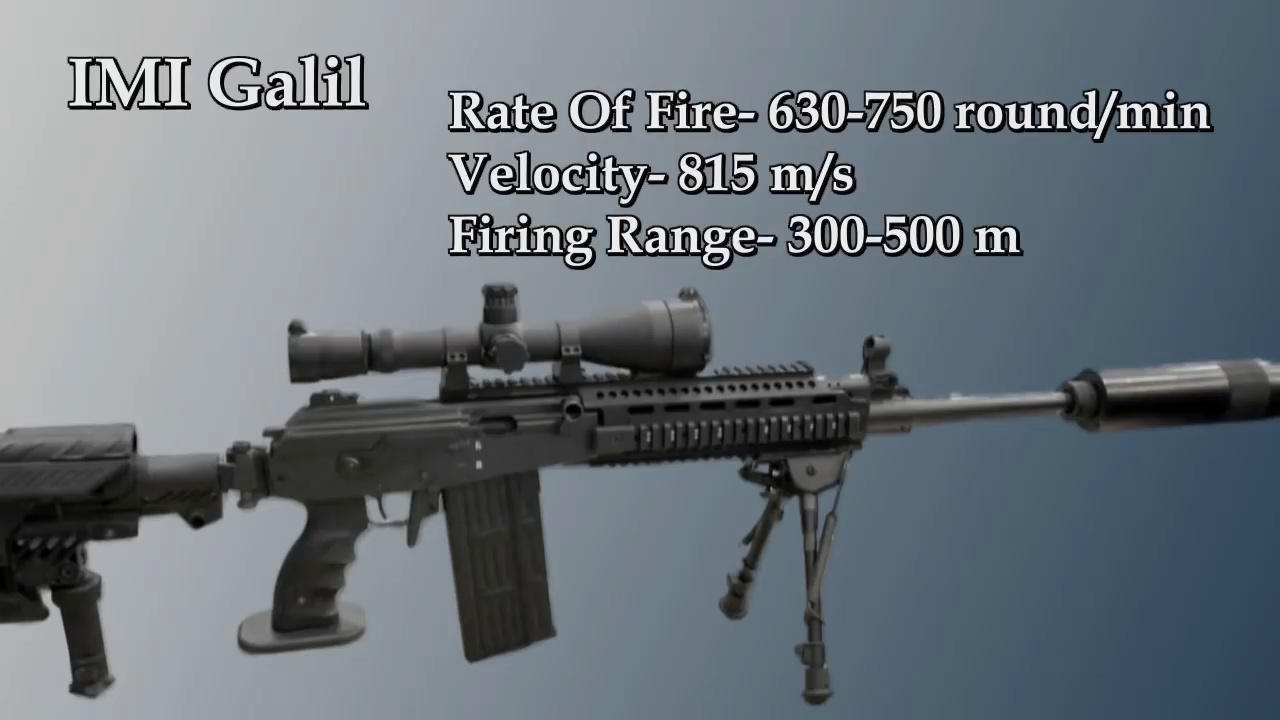 IMI Galil
Rate Of Fire- 630-750 round/min
Velocity- 815 m/s
Firing Range- 300-500 m